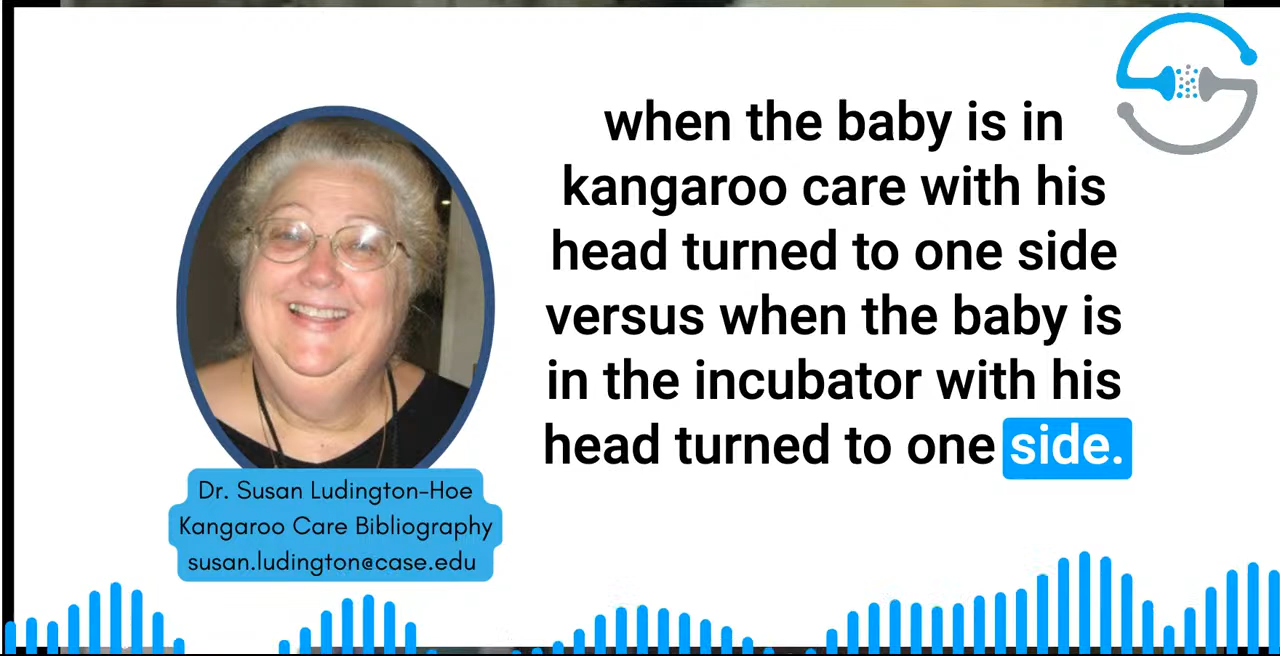 when the baby is in
kangaroo care with his
head turned to one side
versus when the baby is
in the incubator with his
head turned to one side.
Dr. Susan Ludington-Hoe
Kangaroo Care Bibliography
susan.ludington@case.edu